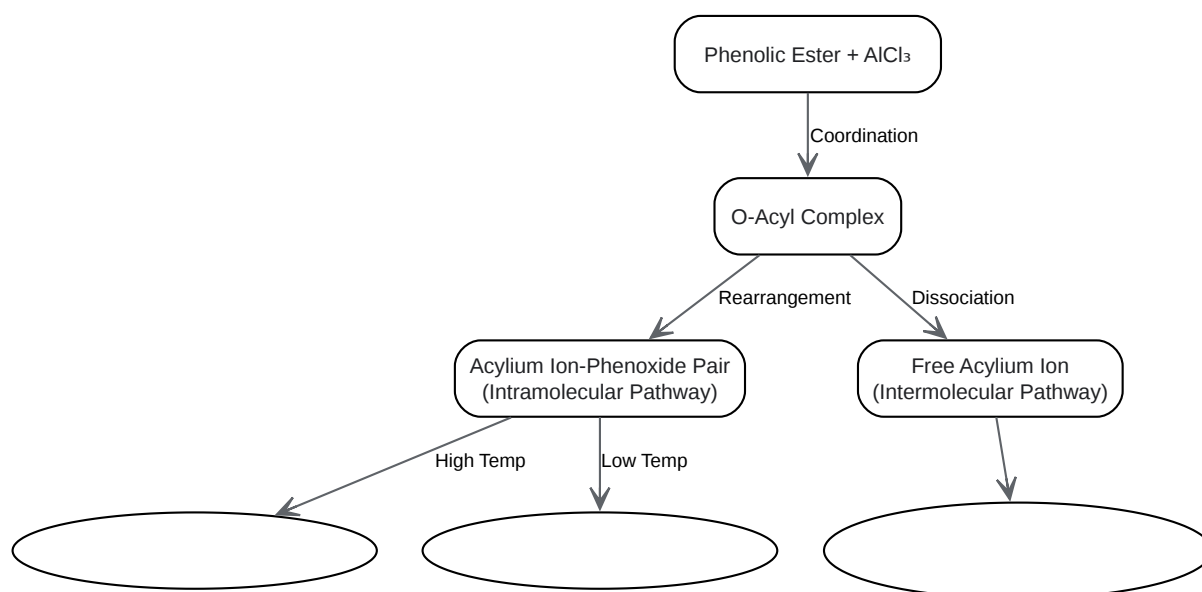 Phenolic Ester + AlCl₃
Coordination
O-Acyl Complex
Rearrangement
Dissociation
Acylium Ion-Phenoxide Pair
(Intramolecular Pathway)
Free Acylium Ion
(Intermolecular Pathway)
High Temp
Low Temp